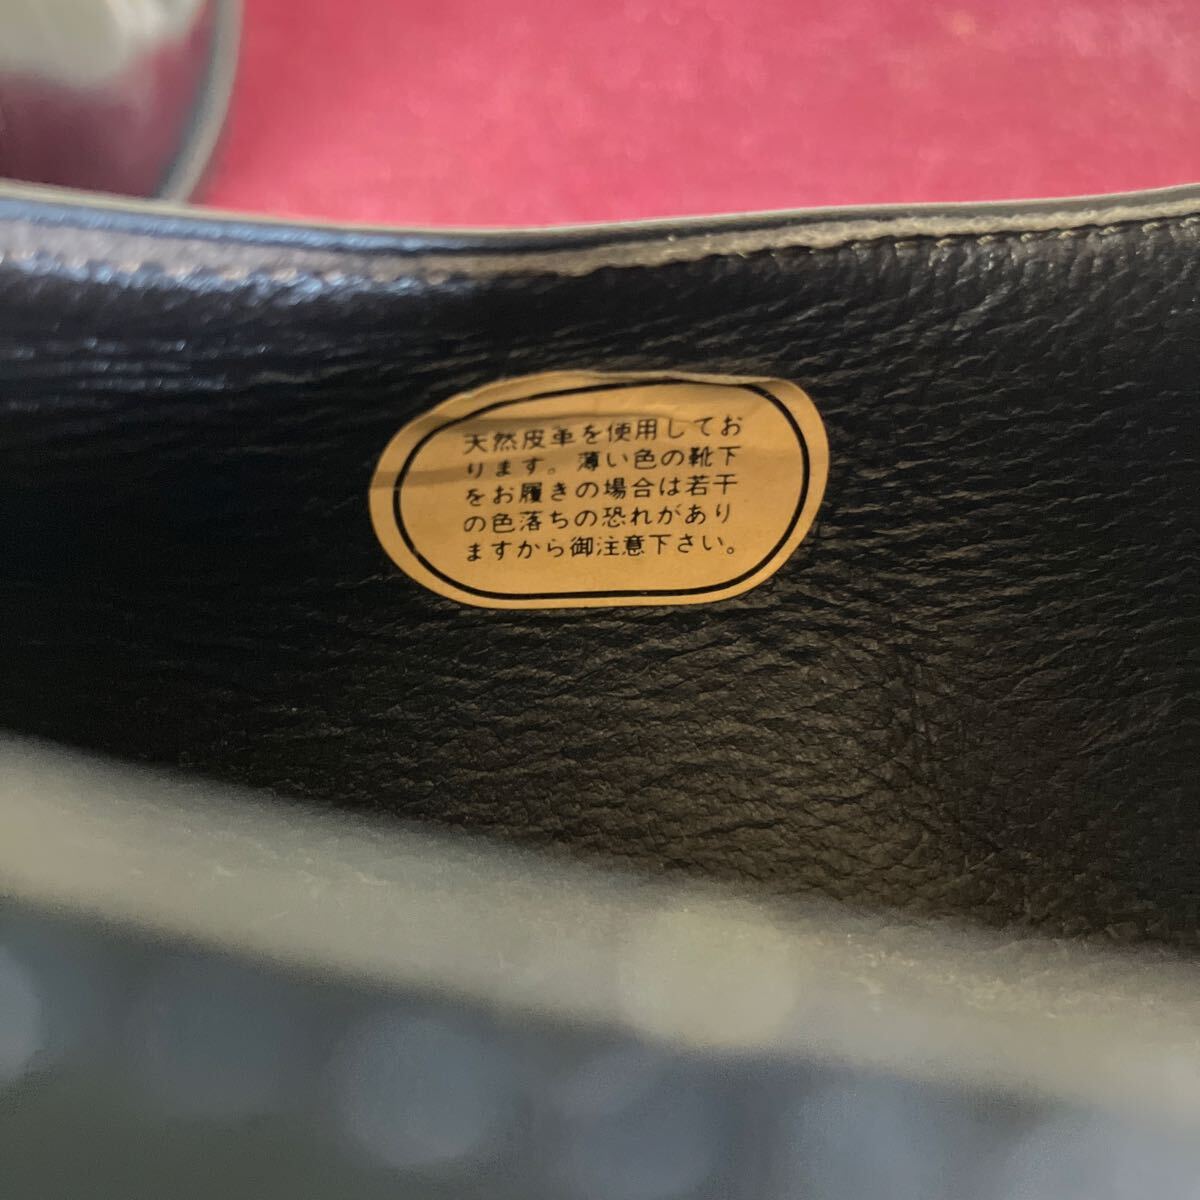 天然皮革を使用してお
ります。薄い色の靴下
をお履きの場合は若干
の色落ちの恐れがあり
ますから御注意下さい。